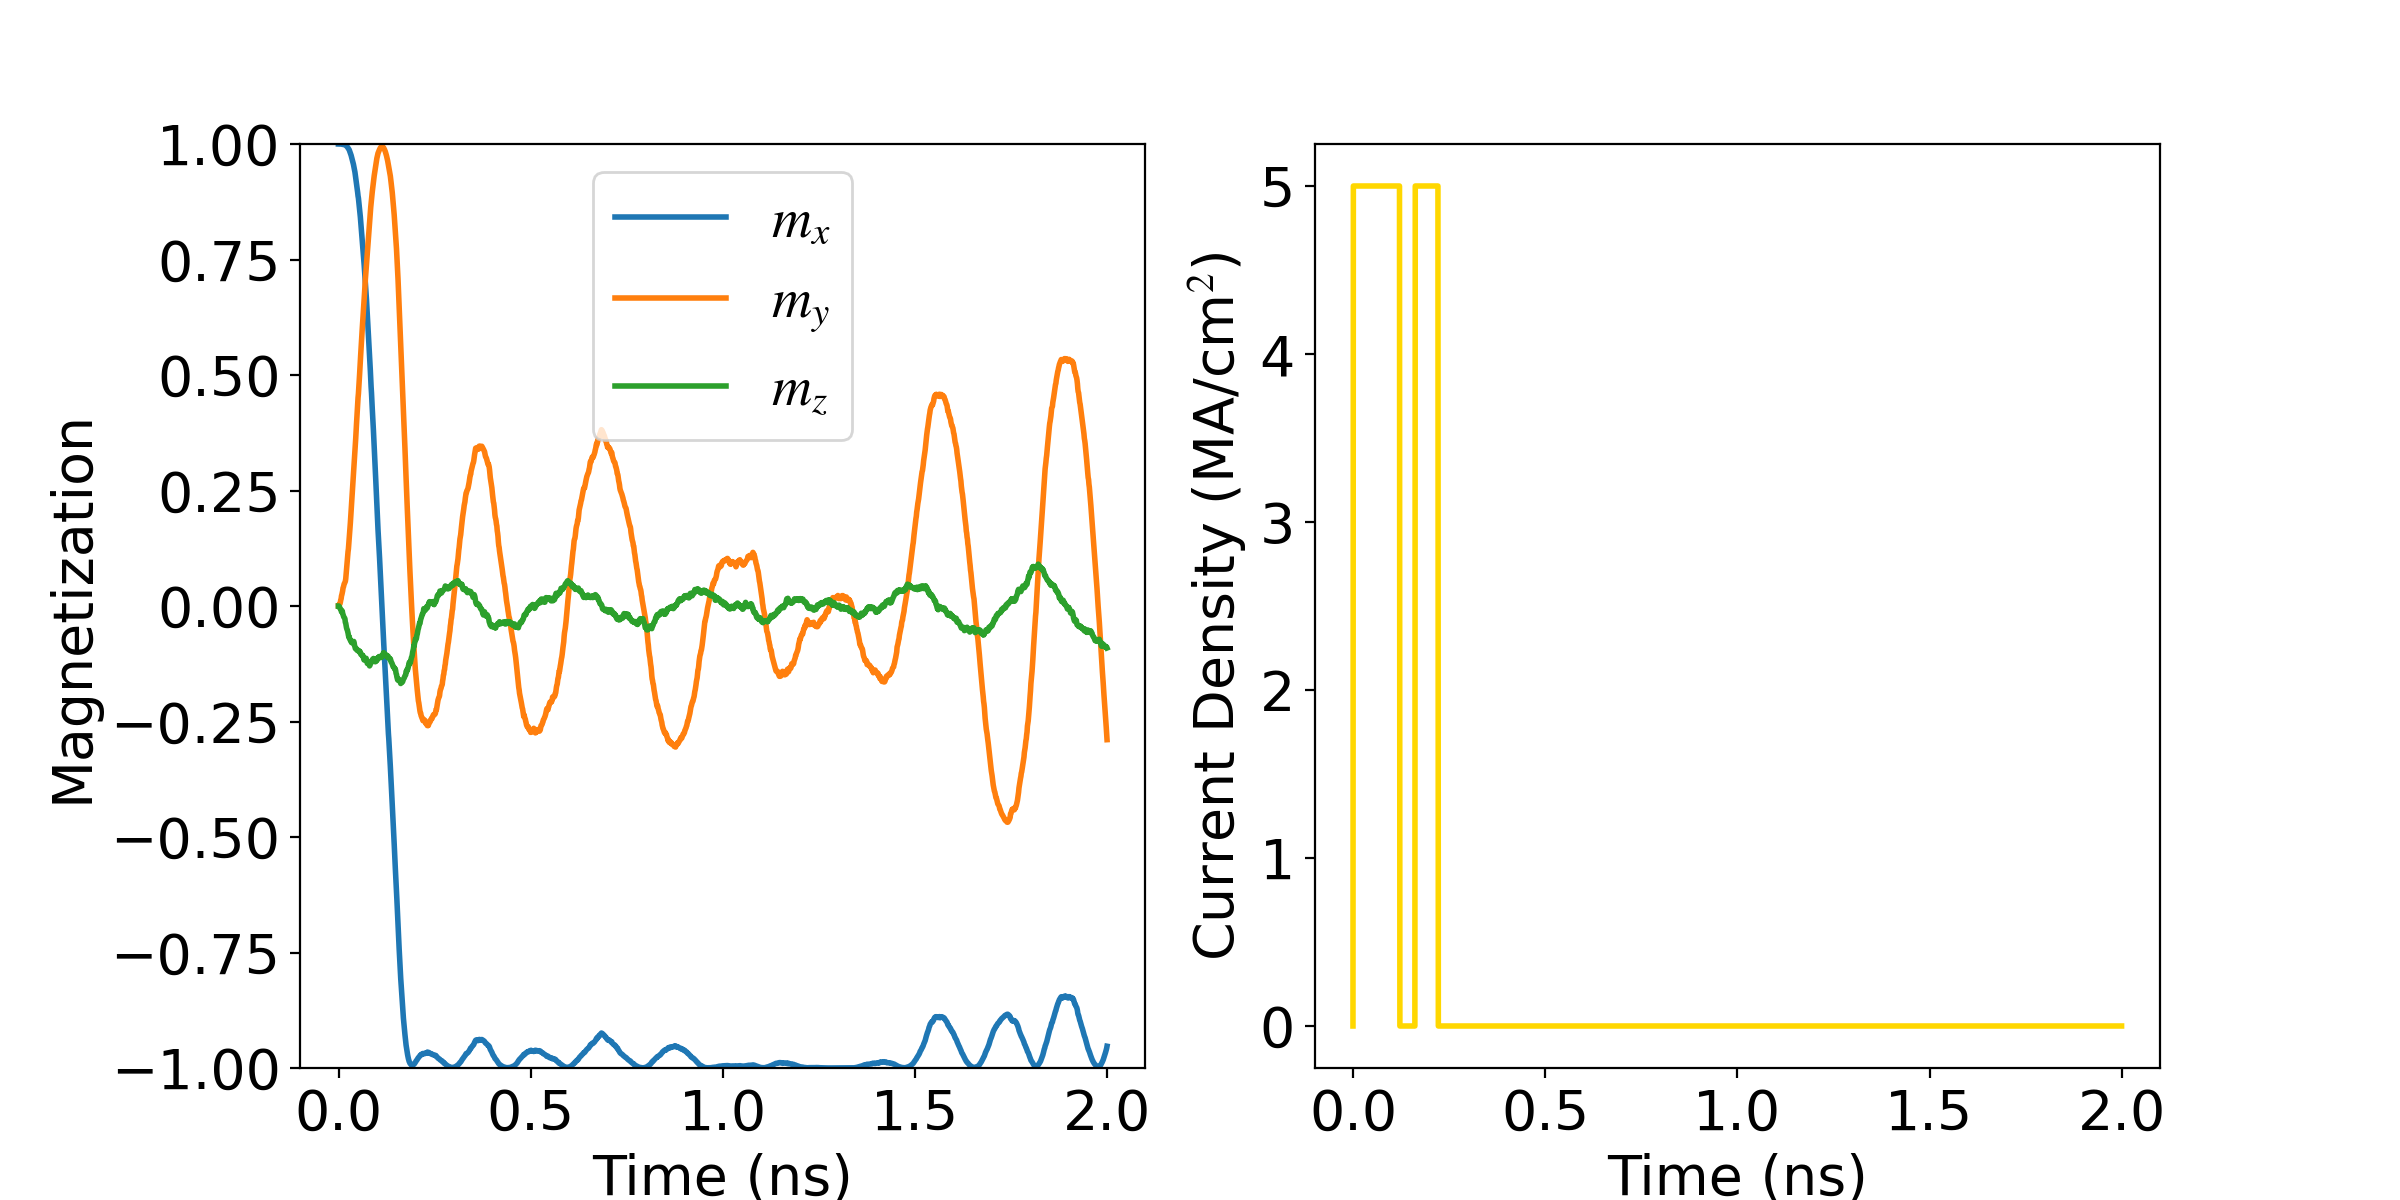 1.00
0.75
0.50
0.25
0.00
−0.25
−0.50
−0.75
−1.00
Magnetization
0.0 0.5 1.0 1.5 2.0
Time (ns)
m_x
m_y
m_z
5
4
3
2
1
0
Current Density (MA/cm²)
0.0 0.5 1.0 1.5 2.0
Time (ns)